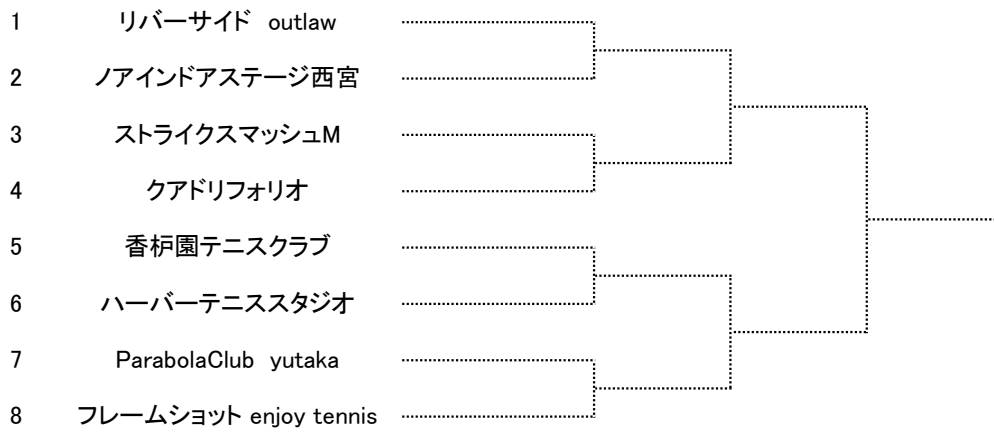 1 リバーサイド outlaw
2 ノアインドアステージ西宮
3 ストライクスマッシュM
4 クアドリフォリオ
5 香枦園テニスクラブ
6 ハーバーテニススタジオ
7 ParabolaClub yutaka
8 フレームショット enjoy tennis